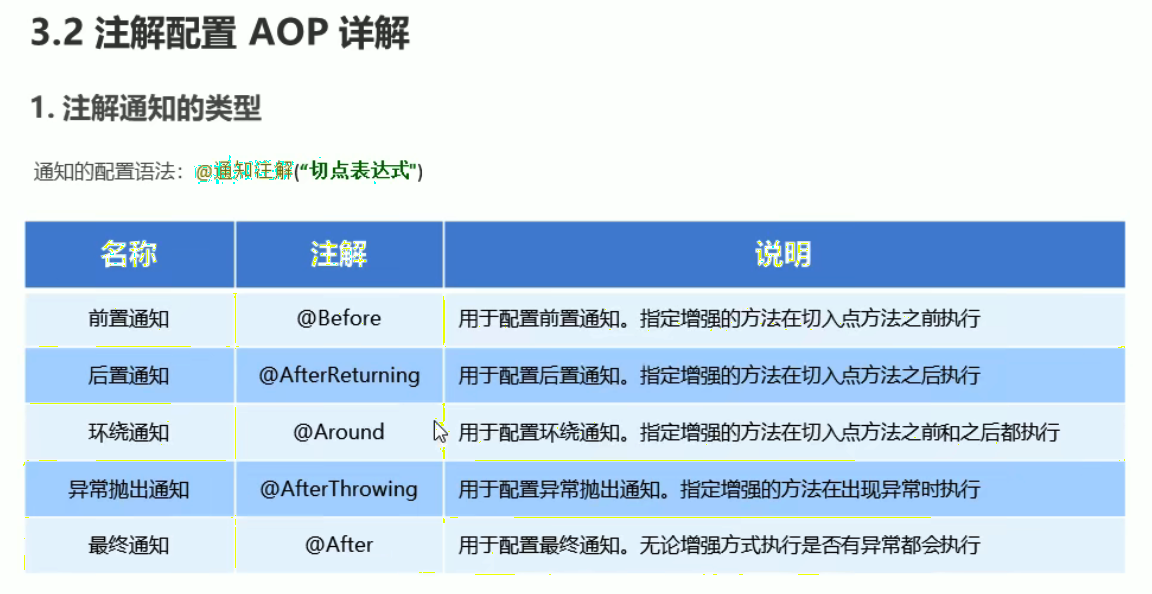 3.2 注解配置 AOP 详解
1. 注解通知的类型
通知的配置语法：@通知注解(“切点表达式")
名称 注解 说明
前置通知 @Before 用于配置前置通知。指定增强的方法在切入点方法之前执行
后置通知 @AfterReturning 用于配置后置通知。指定增强的方法在切入点方法之后执行
环绕通知 @Around 用于配置环绕通知。指定增强的方法在切入点方法之前和之后都执行
异常抛出通知 @AfterThrowing 用于配置异常抛出通知。指定增强的方法在出现异常时执行
最终通知 @After 用于配置最终通知。无论增强方式执行是否有异常都会执行